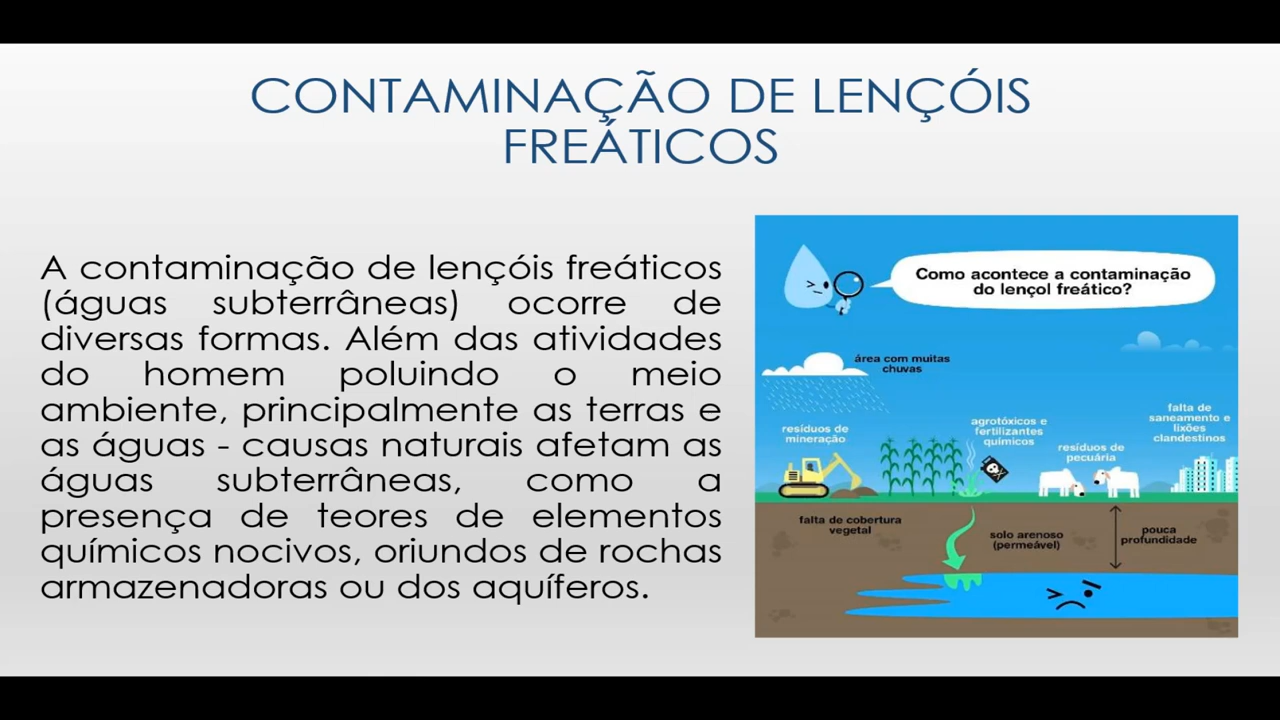 CONTAMINAÇÃO DE LENÇÓIS
FREÁTICOS
A contaminação de lençóis freáticos
(águas subterrâneas) ocorre de
diversas formas. Além das atividades
do homem poluindo o meio
ambiente, principalmente as terras e
as águas - causas naturais afetam as
águas subterrâneas, como a
presença de teores de elementos
químicos nocivos, oriundos de rochas
armazenadoras ou dos aquíferos.
Como acontece a contaminação
do lençol freático?
área com muitas
chuvas
resíduos de
mineração
agrotóxicos e
fertilizantes
químicos
resíduos de
pecuária
falta de
saneamento e
lixões
clandestinos
falta de cobertura
vegetal
solo arenoso
(permeável)
pouca
profundidade